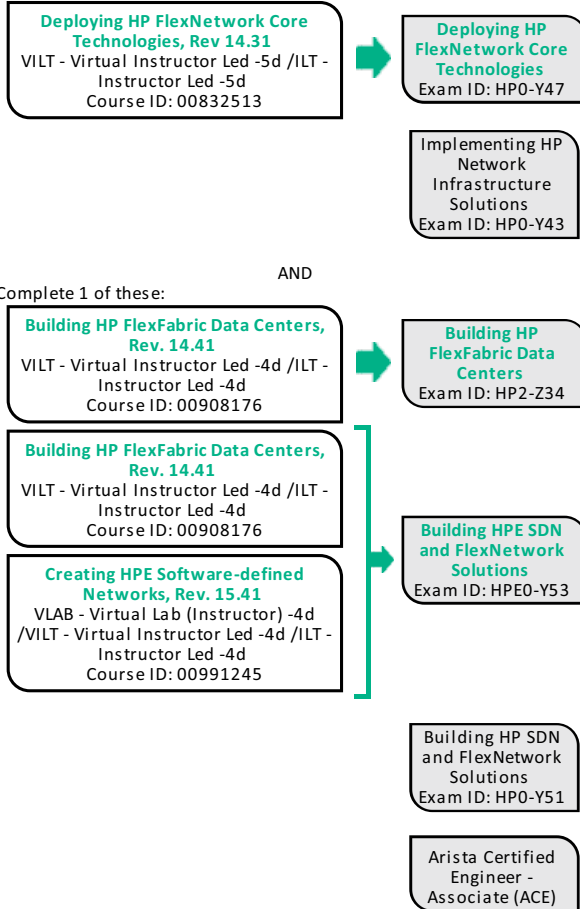 Deploying HP FlexNetwork Core
Technologies, Rev 14.31
VILT - Virtual Instructor Led -5d /ILT -
Instructor Led -5d
Course ID: 00832513
Deploying HP
FlexNetwork Core
Technologies
Exam ID: HP0-Y47
Implementing HP
Network
Infrastructure
Solutions
Exam ID: HP0-Y43
AND
Complete 1 of these:
Building HP FlexFabric Data Centers,
Rev. 14.41
VILT - Virtual Instructor Led -4d /ILT -
Instructor Led -4d
Course ID: 00908176
Building HP
FlexFabric Data
Centers
Exam ID: HP2-Z34
Building HP FlexFabric Data Centers,
Rev. 14.41
VILT - Virtual Instructor Led -4d /ILT -
Instructor Led -4d
Course ID: 00908176
Creating HPE Software-defined
Networks, Rev. 15.41
VLAB - Virtual Lab (Instructor) -4d
/VILT - Virtual Instructor Led -4d /ILT -
Instructor Led -4d
Course ID: 00991245
Building HPE SDN
and FlexNetwork
Solutions
Exam ID: HPE0-Y53
Building HP SDN
and FlexNetwork
Solutions
Exam ID: HP0-Y51
Arista Certified
Engineer -
Associate (ACE)